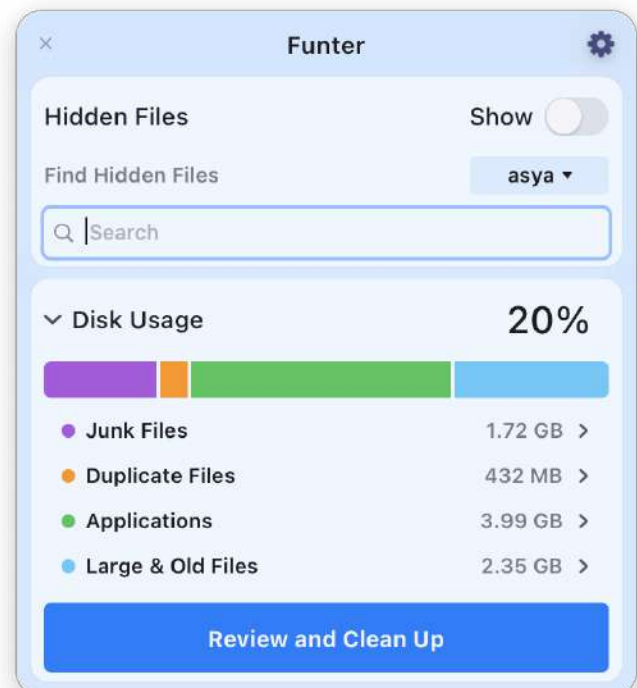 Funter
Hidden Files Show
Find Hidden Files asya
Search
Disk Usage 20%
Junk Files 1.72 GB
Duplicate Files 432 MB
Applications 3.99 GB
Large & Old Files 2.35 GB
Review and Clean Up